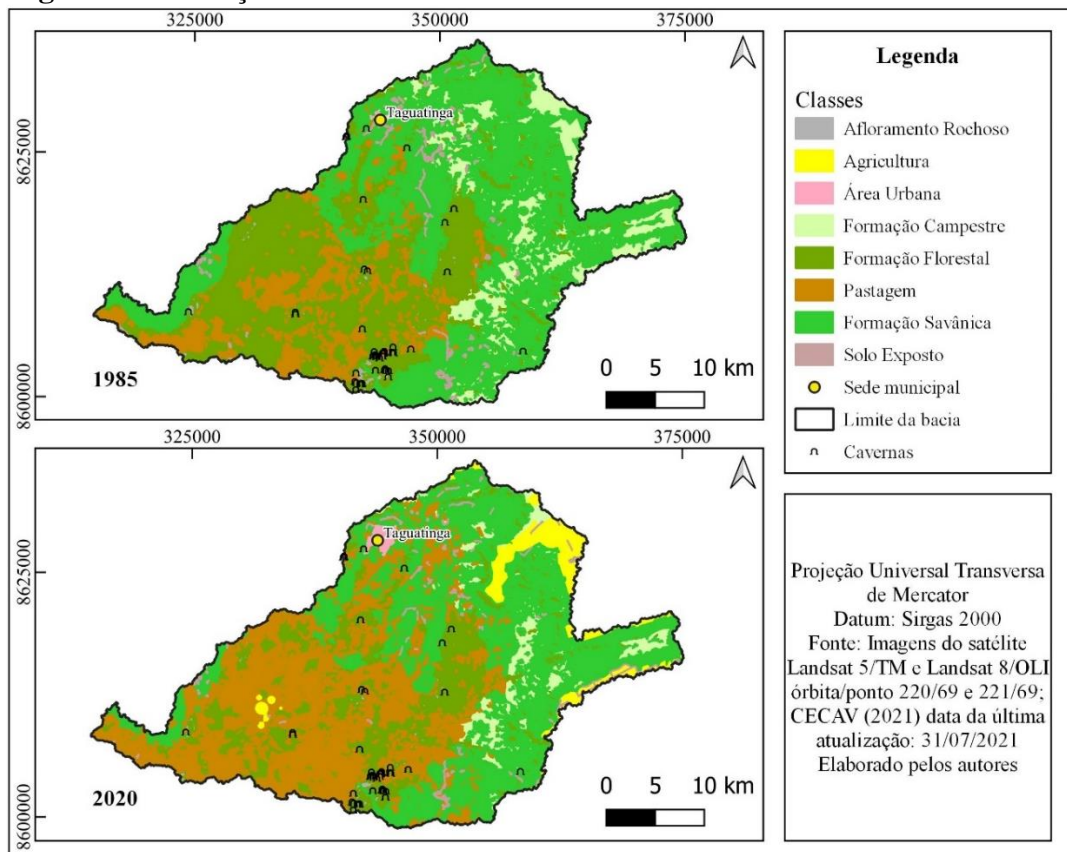 325000 350000 375000
8625000
8600000
Taguatinga
1985
0 5 10 km
325000 350000 375000
8625000
8600000
Taguatinga
2020
0 5 10 km
Legenda
Classes
Afloramento Rochoso
Agricultura
Área Urbana
Formação Campestre
Formação Florestal
Pastagem
Formação Savânica
Solo Exposto
Sede municipal
Limite da bacia
Cavernas
Projeção Universal Transversa
de Mercator
Datum: Sirgas 2000
Fonte: Imagens do satélite
Landsat 5/TM e Landsat 8/OLI
órbita/ponto 220/69 e 221/69;
CECAV (2021) data da última
atualização: 31/07/2021
Elaborado pelos autores